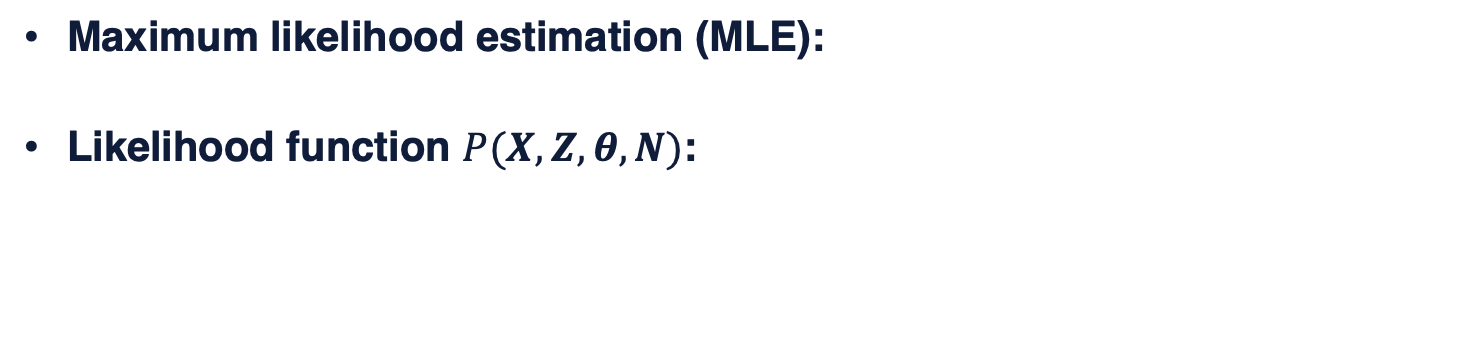 • Maximum likelihood estimation (MLE):
• Likelihood function P(X, Z, θ, N):